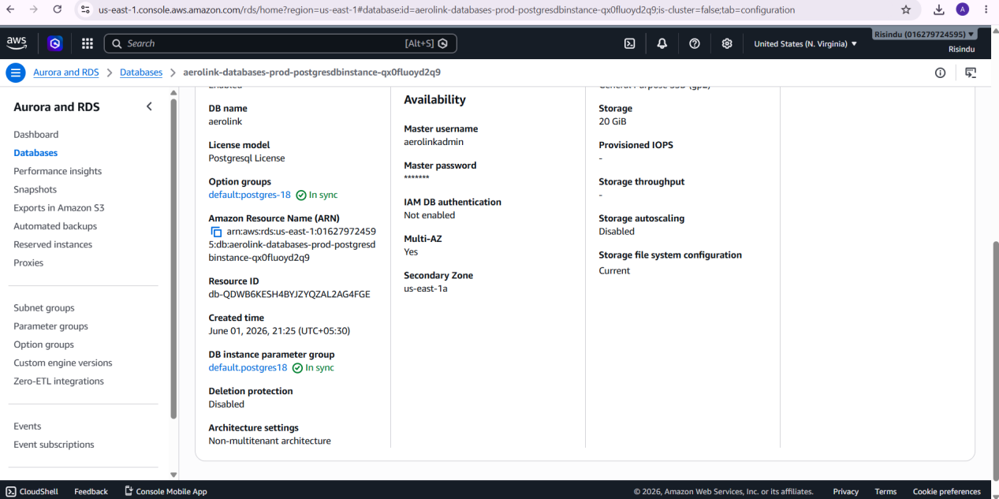 us-east-1.console.aws.amazon.com/rds/home?region=us-east-1#database:id=aerolink-databases-prod-postgresdbinstance-qx0fluoyd2q9;is-cluster=false;tab=configuration
A
aws
Search
[Alt+S]
United States (N. Virginia)
Risindu (016279724595)
Risindu
Aurora and RDS
Databases
aerolink-databases-prod-postgresdbinstance-qx0fluoyd2q9
Aurora and RDS
Dashboard
Databases
Performance insights
Snapshots
Exports in Amazon S3
Automated backups
Reserved instances
Proxies
Subnet groups
Parameter groups
Option groups
Custom engine versions
Zero-ETL integrations
Events
Event subscriptions
Enabled
DB name
aerolink
License model
Postgresql License
Option groups
default:postgres-18 In sync
Amazon Resource Name (ARN)
arn:aws:rds:us-east-1:01627972459
5:db:aerolink-databases-prod-postgresd
binstance-qx0fluoyd2q9
Resource ID
db-QDWB6KESH4BYJZYQZAL2AG4FGE
Created time
June 01, 2026, 21:25 (UTC+05:30)
DB instance parameter group
default.postgres18 In sync
Deletion protection
Disabled
Architecture settings
Non-multitenant architecture
Availability
Master username
aerolinkadmin
Master password
*******
IAM DB authentication
Not enabled
Multi-AZ
Yes
Secondary Zone
us-east-1a
General Purpose SSD (gp2)
Storage
20 GiB
Provisioned IOPS
-
Storage throughput
-
Storage autoscaling
Disabled
Storage file system configuration
Current
CloudShell
Feedback
Console Mobile App
© 2026, Amazon Web Services, Inc. or its affiliates.
Privacy
Terms
Cookie preferences